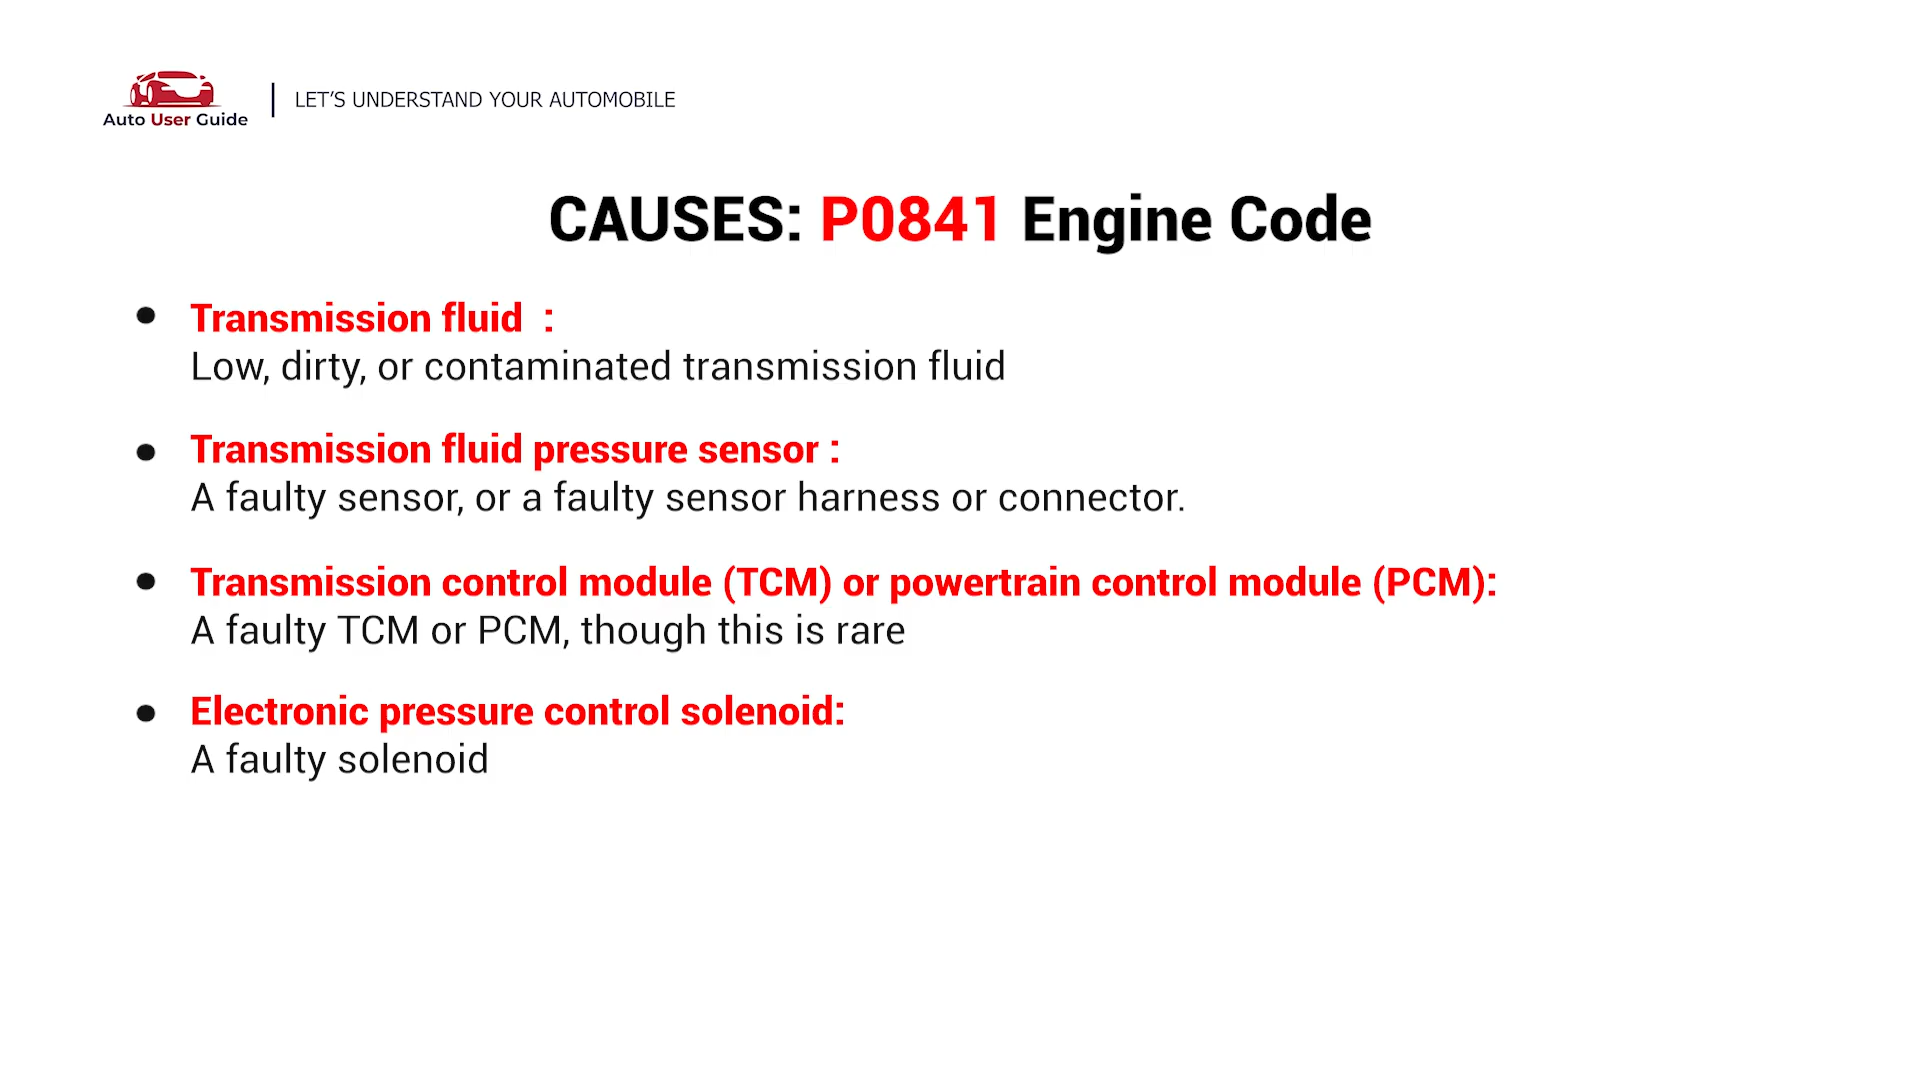 Auto User Guide
LET'S UNDERSTAND YOUR AUTOMOBILE
CAUSES: P0841 Engine Code
Transmission fluid :
Low, dirty, or contaminated transmission fluid
Transmission fluid pressure sensor :
A faulty sensor, or a faulty sensor harness or connector.
Transmission control module (TCM) or powertrain control module (PCM):
A faulty TCM or PCM, though this is rare
Electronic pressure control solenoid:
A faulty solenoid